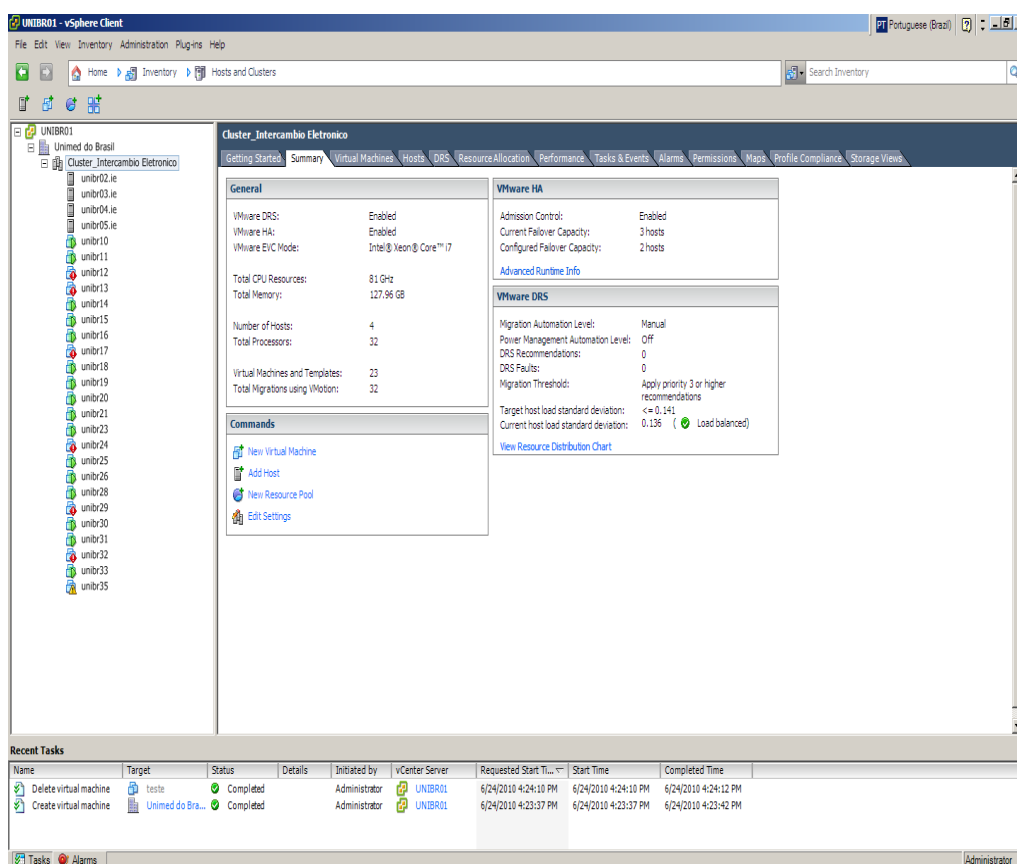 UNIBR01 - vSphere Client
PT Portuguese (Brazil)
File Edit View Inventory Administration Plug-ins Help
Home Inventory Hosts and Clusters
Search Inventory
UNIBR01
Unimed do Brasil
Cluster_Intercambio Eletronico
unibr02.ie
unibr03.ie
unibr04.ie
unibr05.ie
unibr10
unibr11
unibr12
unibr13
unibr14
unibr15
unibr16
unibr17
unibr18
unibr19
unibr20
unibr21
unibr23
unibr24
unibr25
unibr26
unibr28
unibr29
unibr30
unibr31
unibr32
unibr33
unibr35
Cluster_Intercambio Eletronico
Getting Started Summary Virtual Machines Hosts DRS Resource Allocation Performance Tasks & Events Alarms Permissions Maps Profile Compliance Storage Views
General
VMware DRS: Enabled
VMware HA: Enabled
VMware EVC Mode: Intel® Xeon® Core™ i7
Total CPU Resources: 81 GHz
Total Memory: 127.96 GB
Number of Hosts: 4
Total Processors: 32
Virtual Machines and Templates: 23
Total Migrations using VMotion: 32
Commands
New Virtual Machine
Add Host
New Resource Pool
Edit Settings
VMware HA
Admission Control: Enabled
Current Failover Capacity: 3 hosts
Configured Failover Capacity: 2 hosts
Advanced Runtime Info
VMware DRS
Migration Automation Level: Manual
Power Management Automation Level: Off
DRS Recommendations: 0
DRS Faults: 0
Migration Threshold: Apply priority 3 or higher
recommendations
Target host load standard deviation: <= 0.141
Current host load standard deviation: 0.136 ( Load balanced)
View Resource Distribution Chart
Recent Tasks
Name Target Status Details Initiated by vCenter Server Requested Start Ti... Start Time Completed Time
Delete virtual machine teste Completed Administrator UNIBR01 6/24/2010 4:24:10 PM 6/24/2010 4:24:10 PM 6/24/2010 4:24:12 PM
Create virtual machine Unimed do Bra... Completed Administrator UNIBR01 6/24/2010 4:23:37 PM 6/24/2010 4:23:37 PM 6/24/2010 4:23:42 PM
Tasks Alarms Administrator